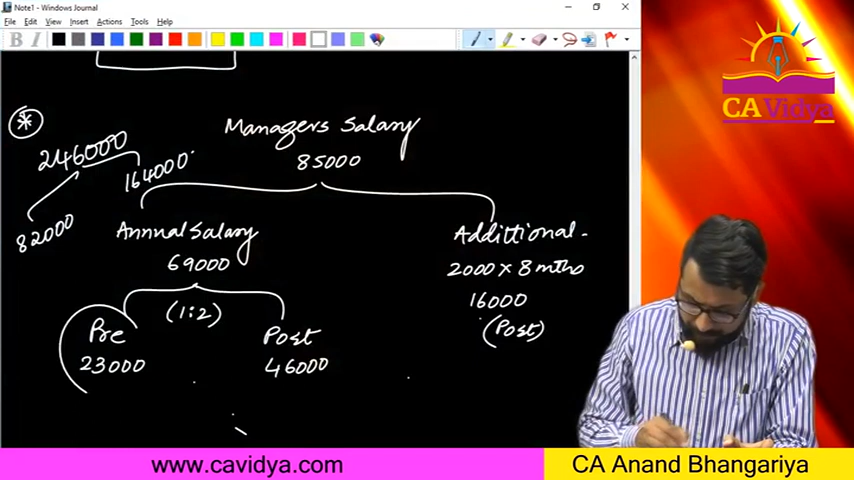 Note1 - Windows Journal
File Edit View Insert Actions Tools Help
B I
CA Vidya
*
246000
164000
82000
Managers Salary
85000
Annual Salary
69000
(1:2)
Pre
23000
Post
46000
Addittional -
2000 × 8 mths
16000
(Post)
www.cavidya.com
CA Anand Bhangariya